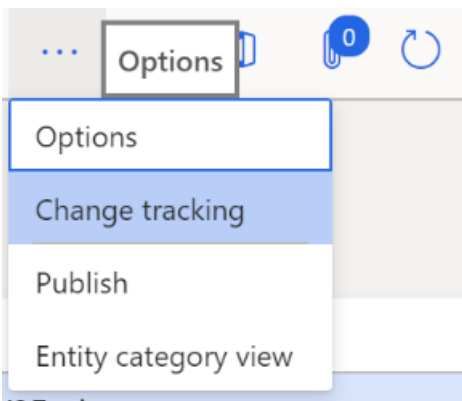 ...
Options
0
Options
Change tracking
Publish
Entity category view